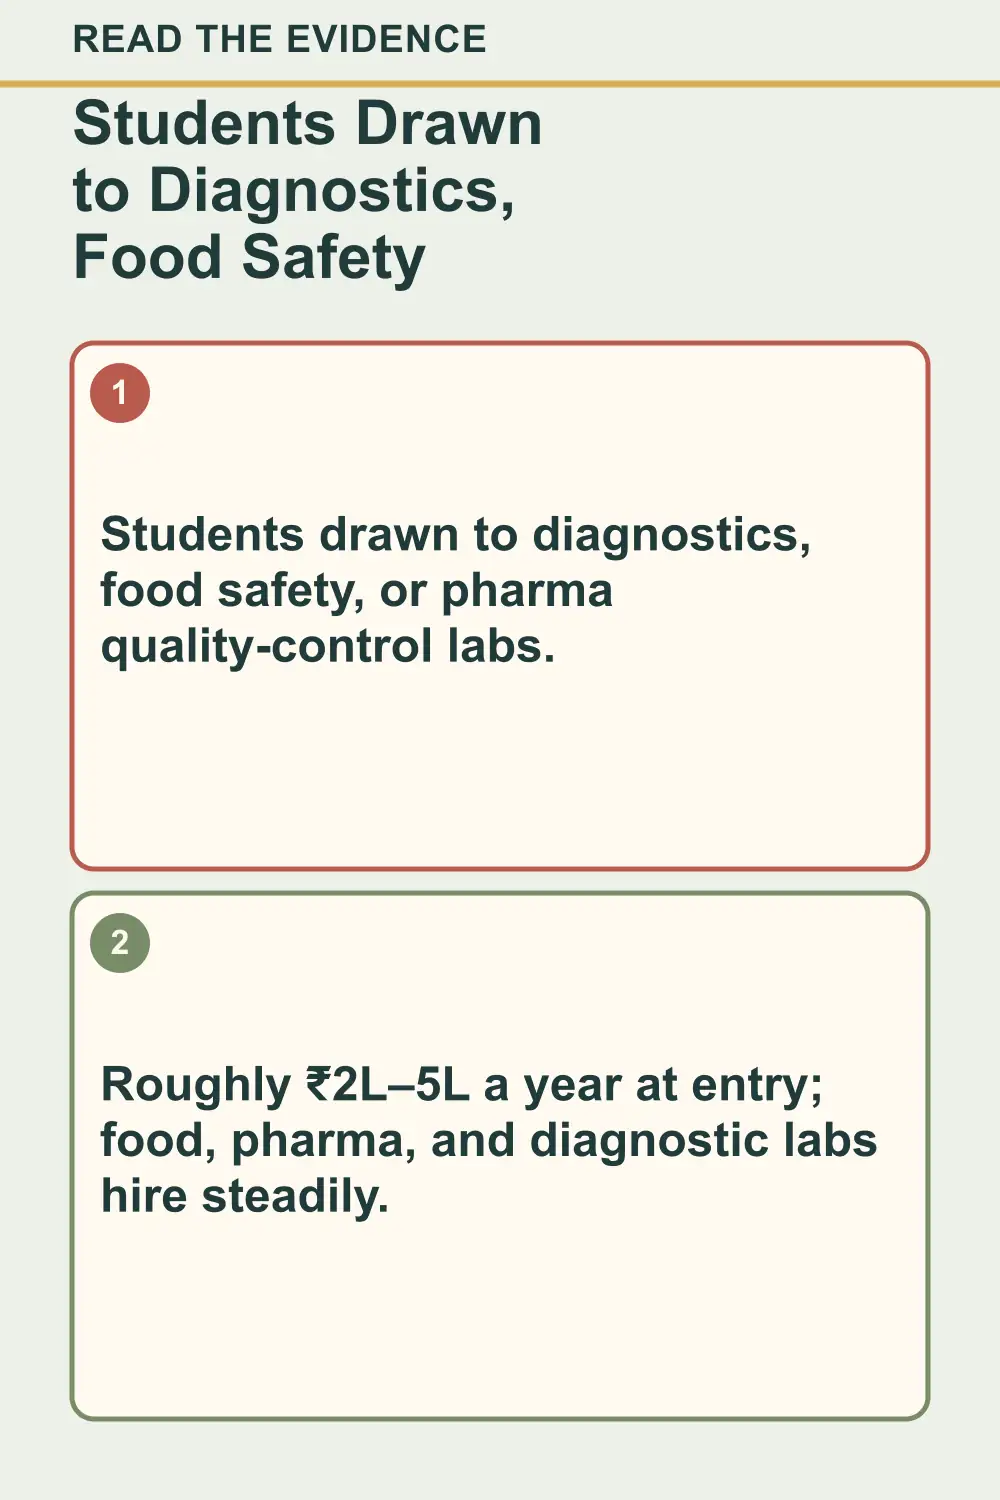 READ THE EVIDENCE
Students Drawn
to Diagnostics,
Food Safety
1
Students drawn to diagnostics,
food safety, or pharma
quality-control labs.
2
Roughly ₹2L–5L a year at entry;
food, pharma, and diagnostic labs
hire steadily.